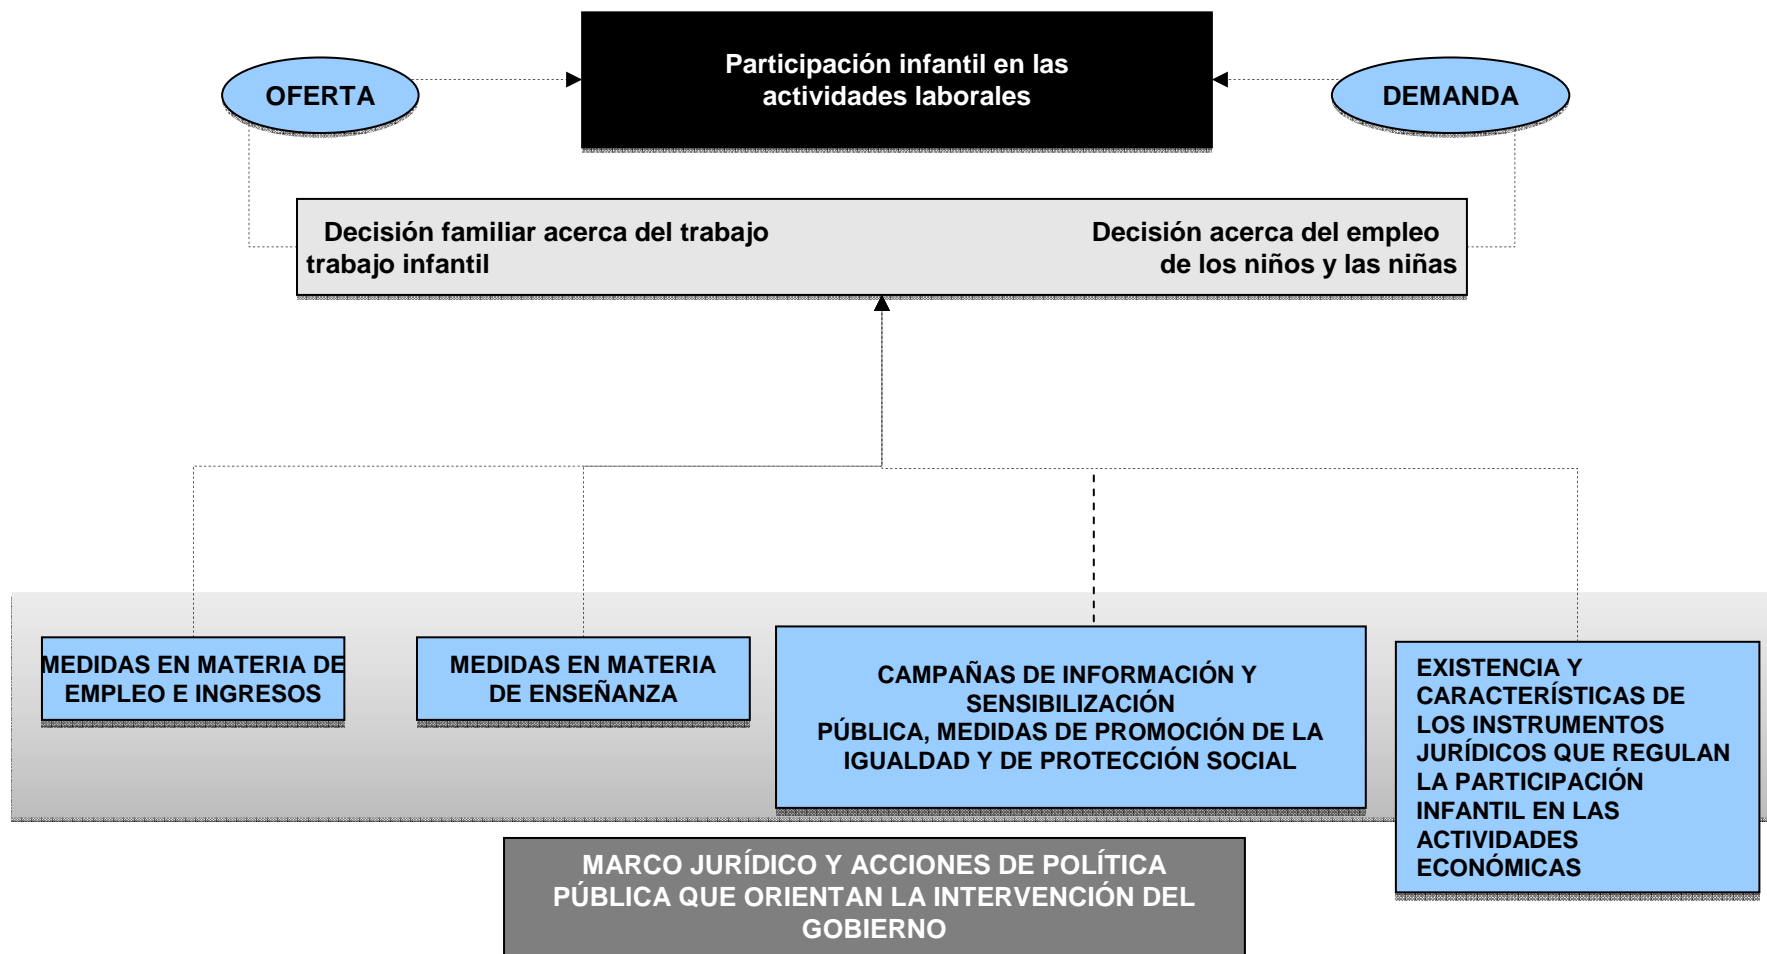 Participación infantil en las
actividades laborales
OFERTA
DEMANDA
Decisión familiar acerca del trabajo
trabajo infantil
Decisión acerca del empleo
de los niños y las niñas
MEDIDAS EN MATERIA DE
EMPLEO E INGRESOS
MEDIDAS EN MATERIA
DE ENSEÑANZA
CAMPAÑAS DE INFORMACIÓN Y
SENSIBILIZACIÓN
PÚBLICA, MEDIDAS DE PROMOCIÓN DE LA
IGUALDAD Y DE PROTECCIÓN SOCIAL
EXISTENCIA Y
CARACTERÍSTICAS DE
LOS INSTRUMENTOS
JURÍDICOS QUE REGULAN
LA PARTICIPACIÓN
INFANTIL EN LAS
ACTIVIDADES
ECONÓMICAS
MARCO JURÍDICO Y ACCIONES DE POLÍTICA
PÚBLICA QUE ORIENTAN LA INTERVENCIÓN DEL
GOBIERNO